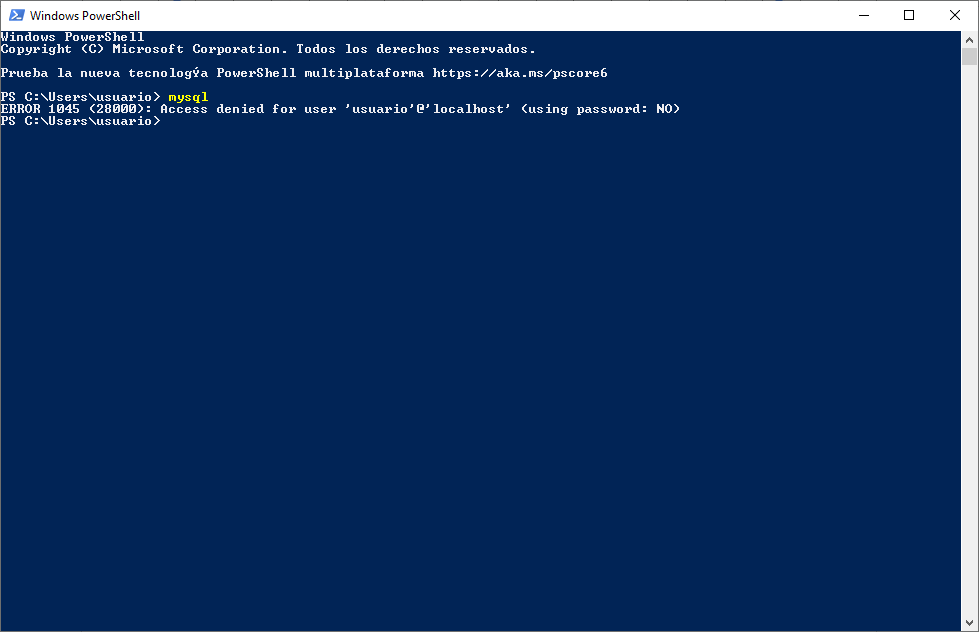 Windows PowerShell
Windows PowerShell
Copyright (C) Microsoft Corporation. Todos los derechos reservados.
Prueba la nueva tecnologýa PowerShell multiplataforma https://aka.ms/pscore6
PS C:\Users\usuario> mysql
ERROR 1045 (28000): Access denied for user 'usuario'@'localhost' (using password: NO)
PS C:\Users\usuario>